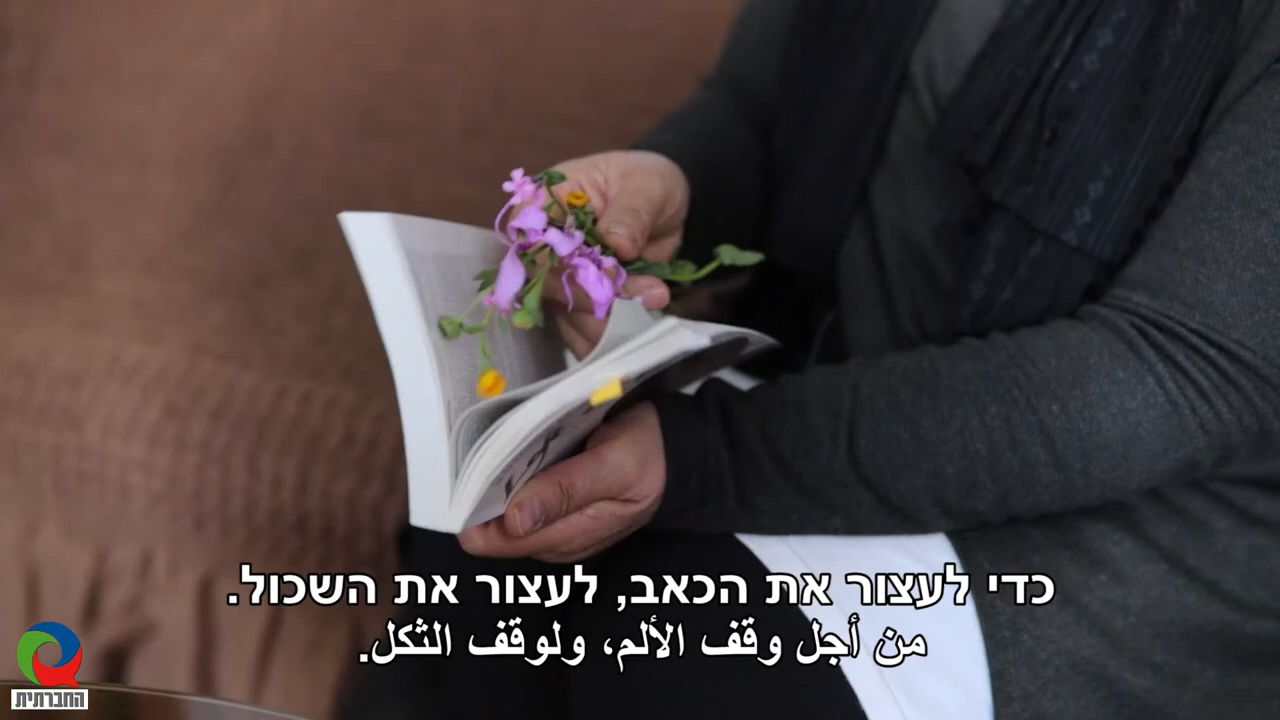 כדי לעצור את הכאב, לעצור את השכול.
من أجل وقف الألم، ولوقف الثكل.
החברתית